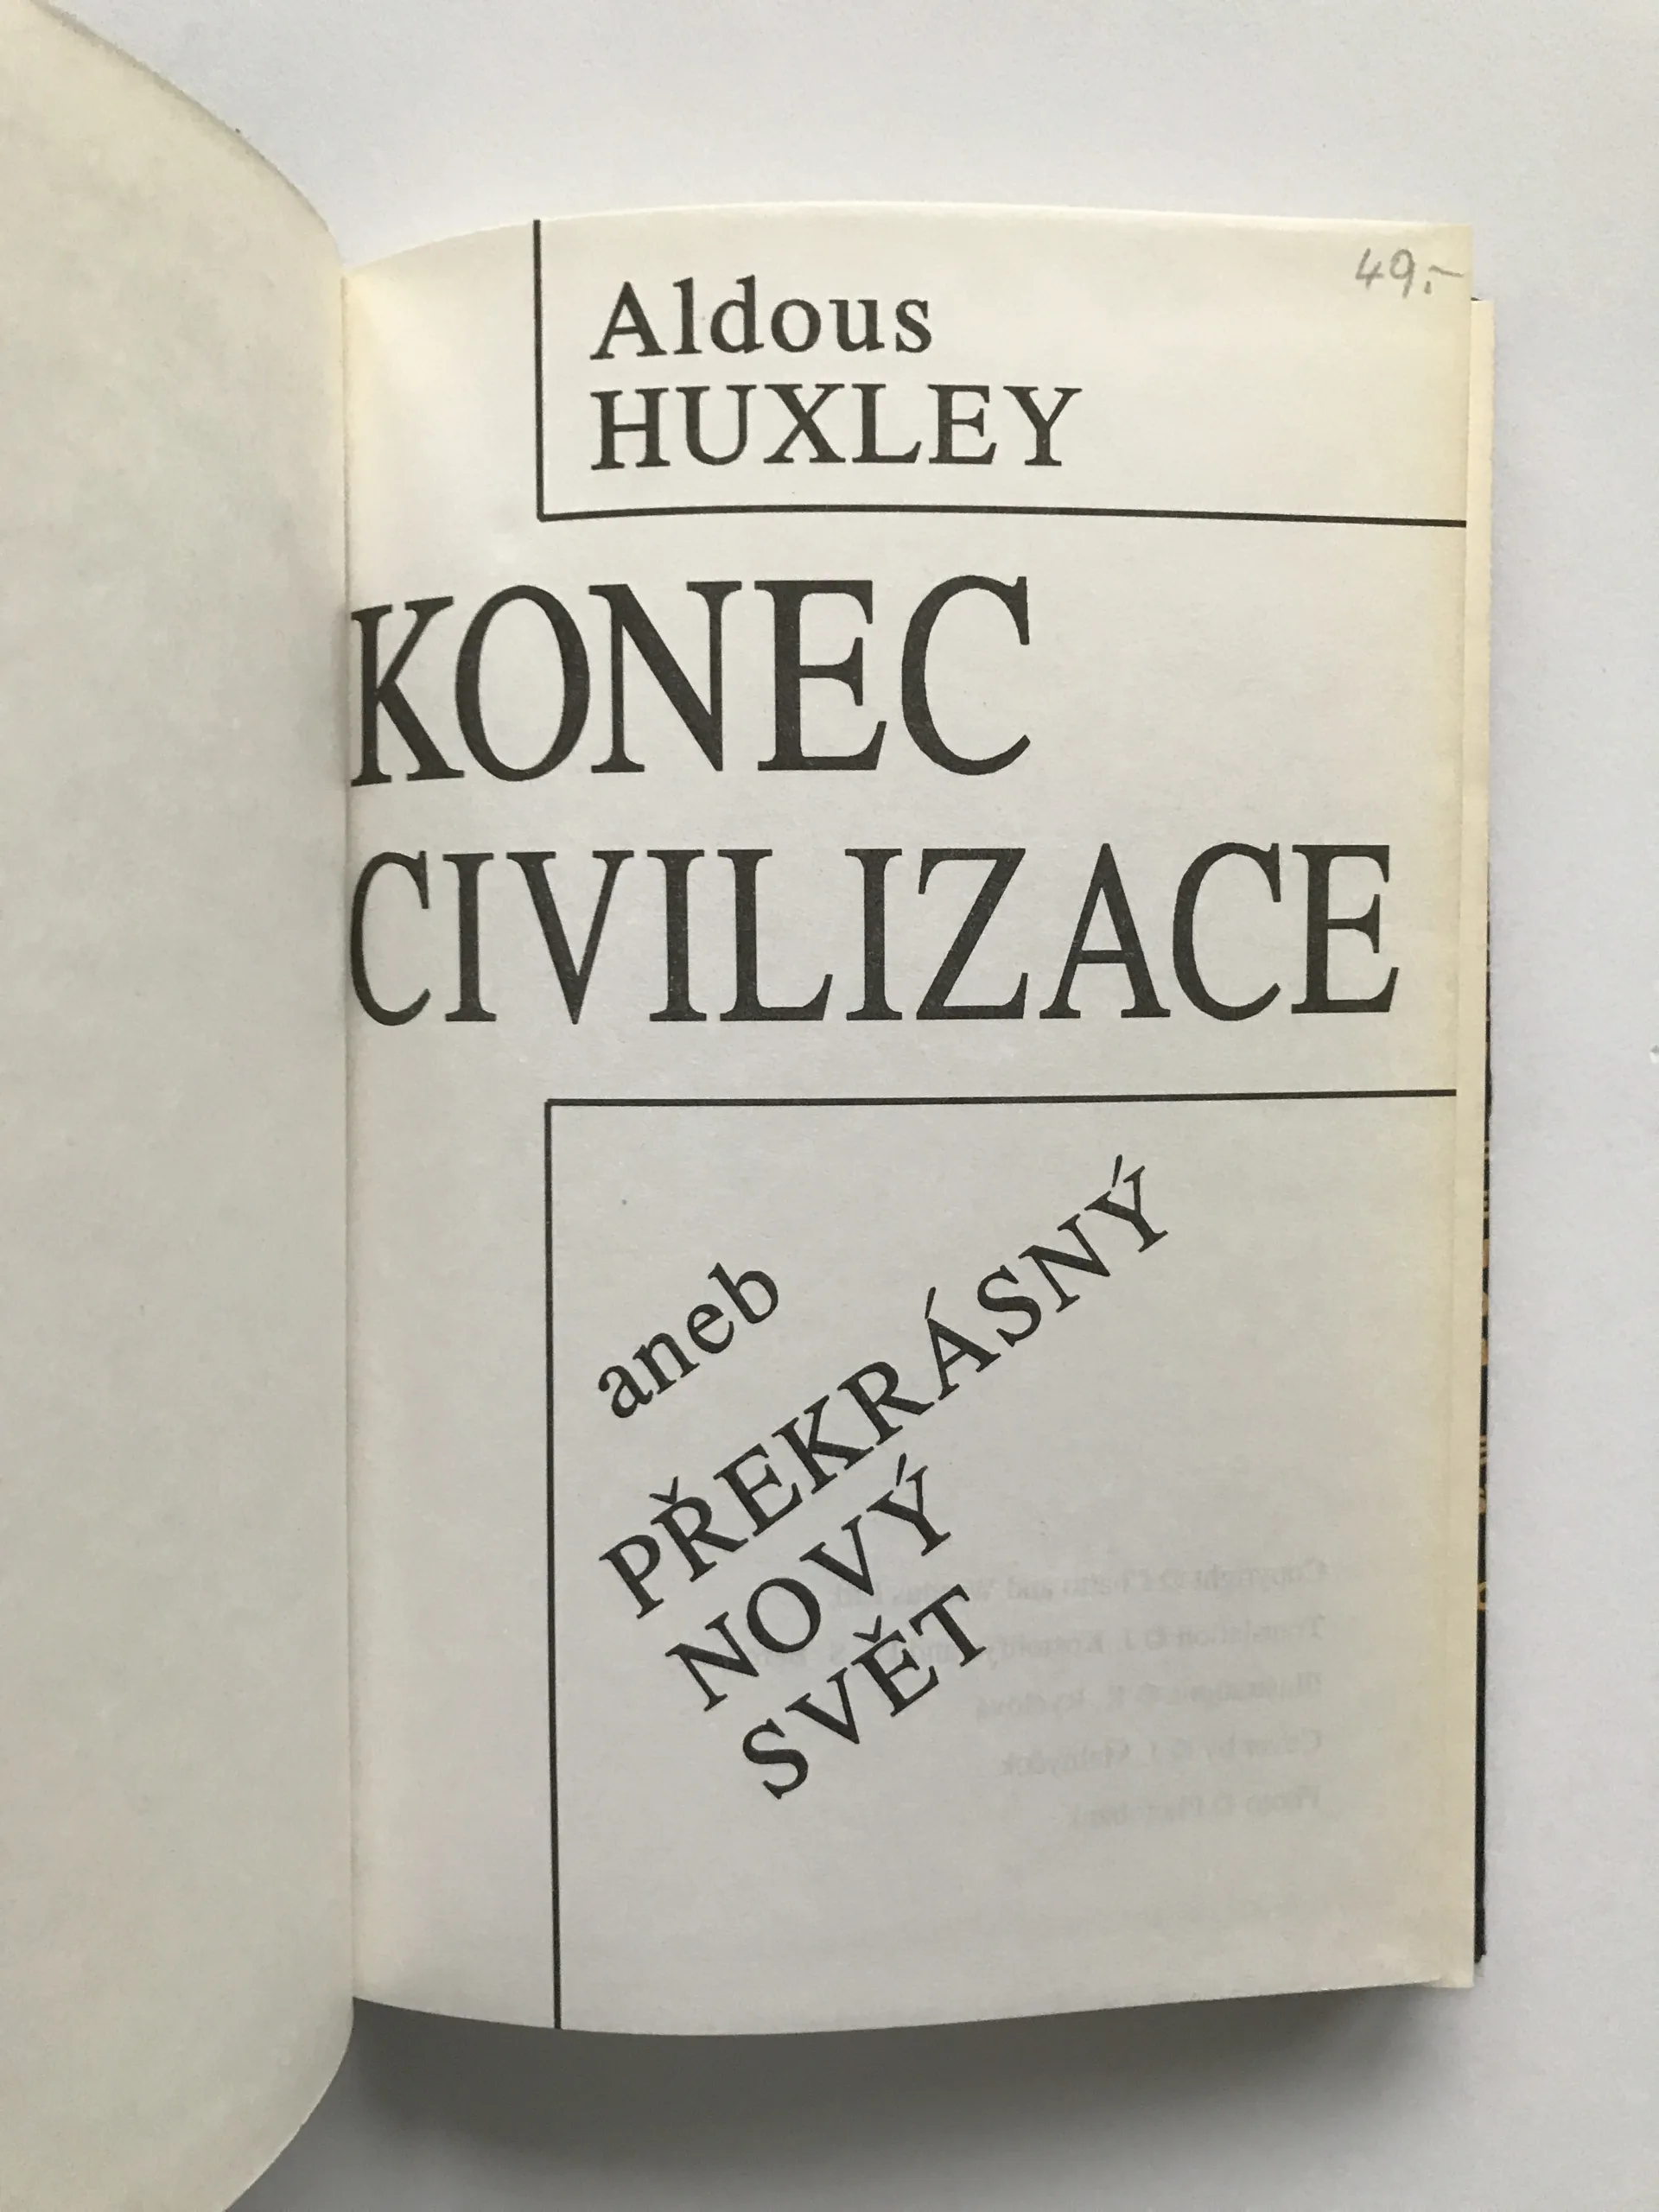 49.-
Aldous
HUXLEY
KONEC
CIVILIZACE
aneb
PŘEKRÁSNÝ
NOVÝ
SVĚT